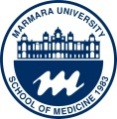 MARMARA UNIVERSITY
SCHOOL OF MEDICINE 1983